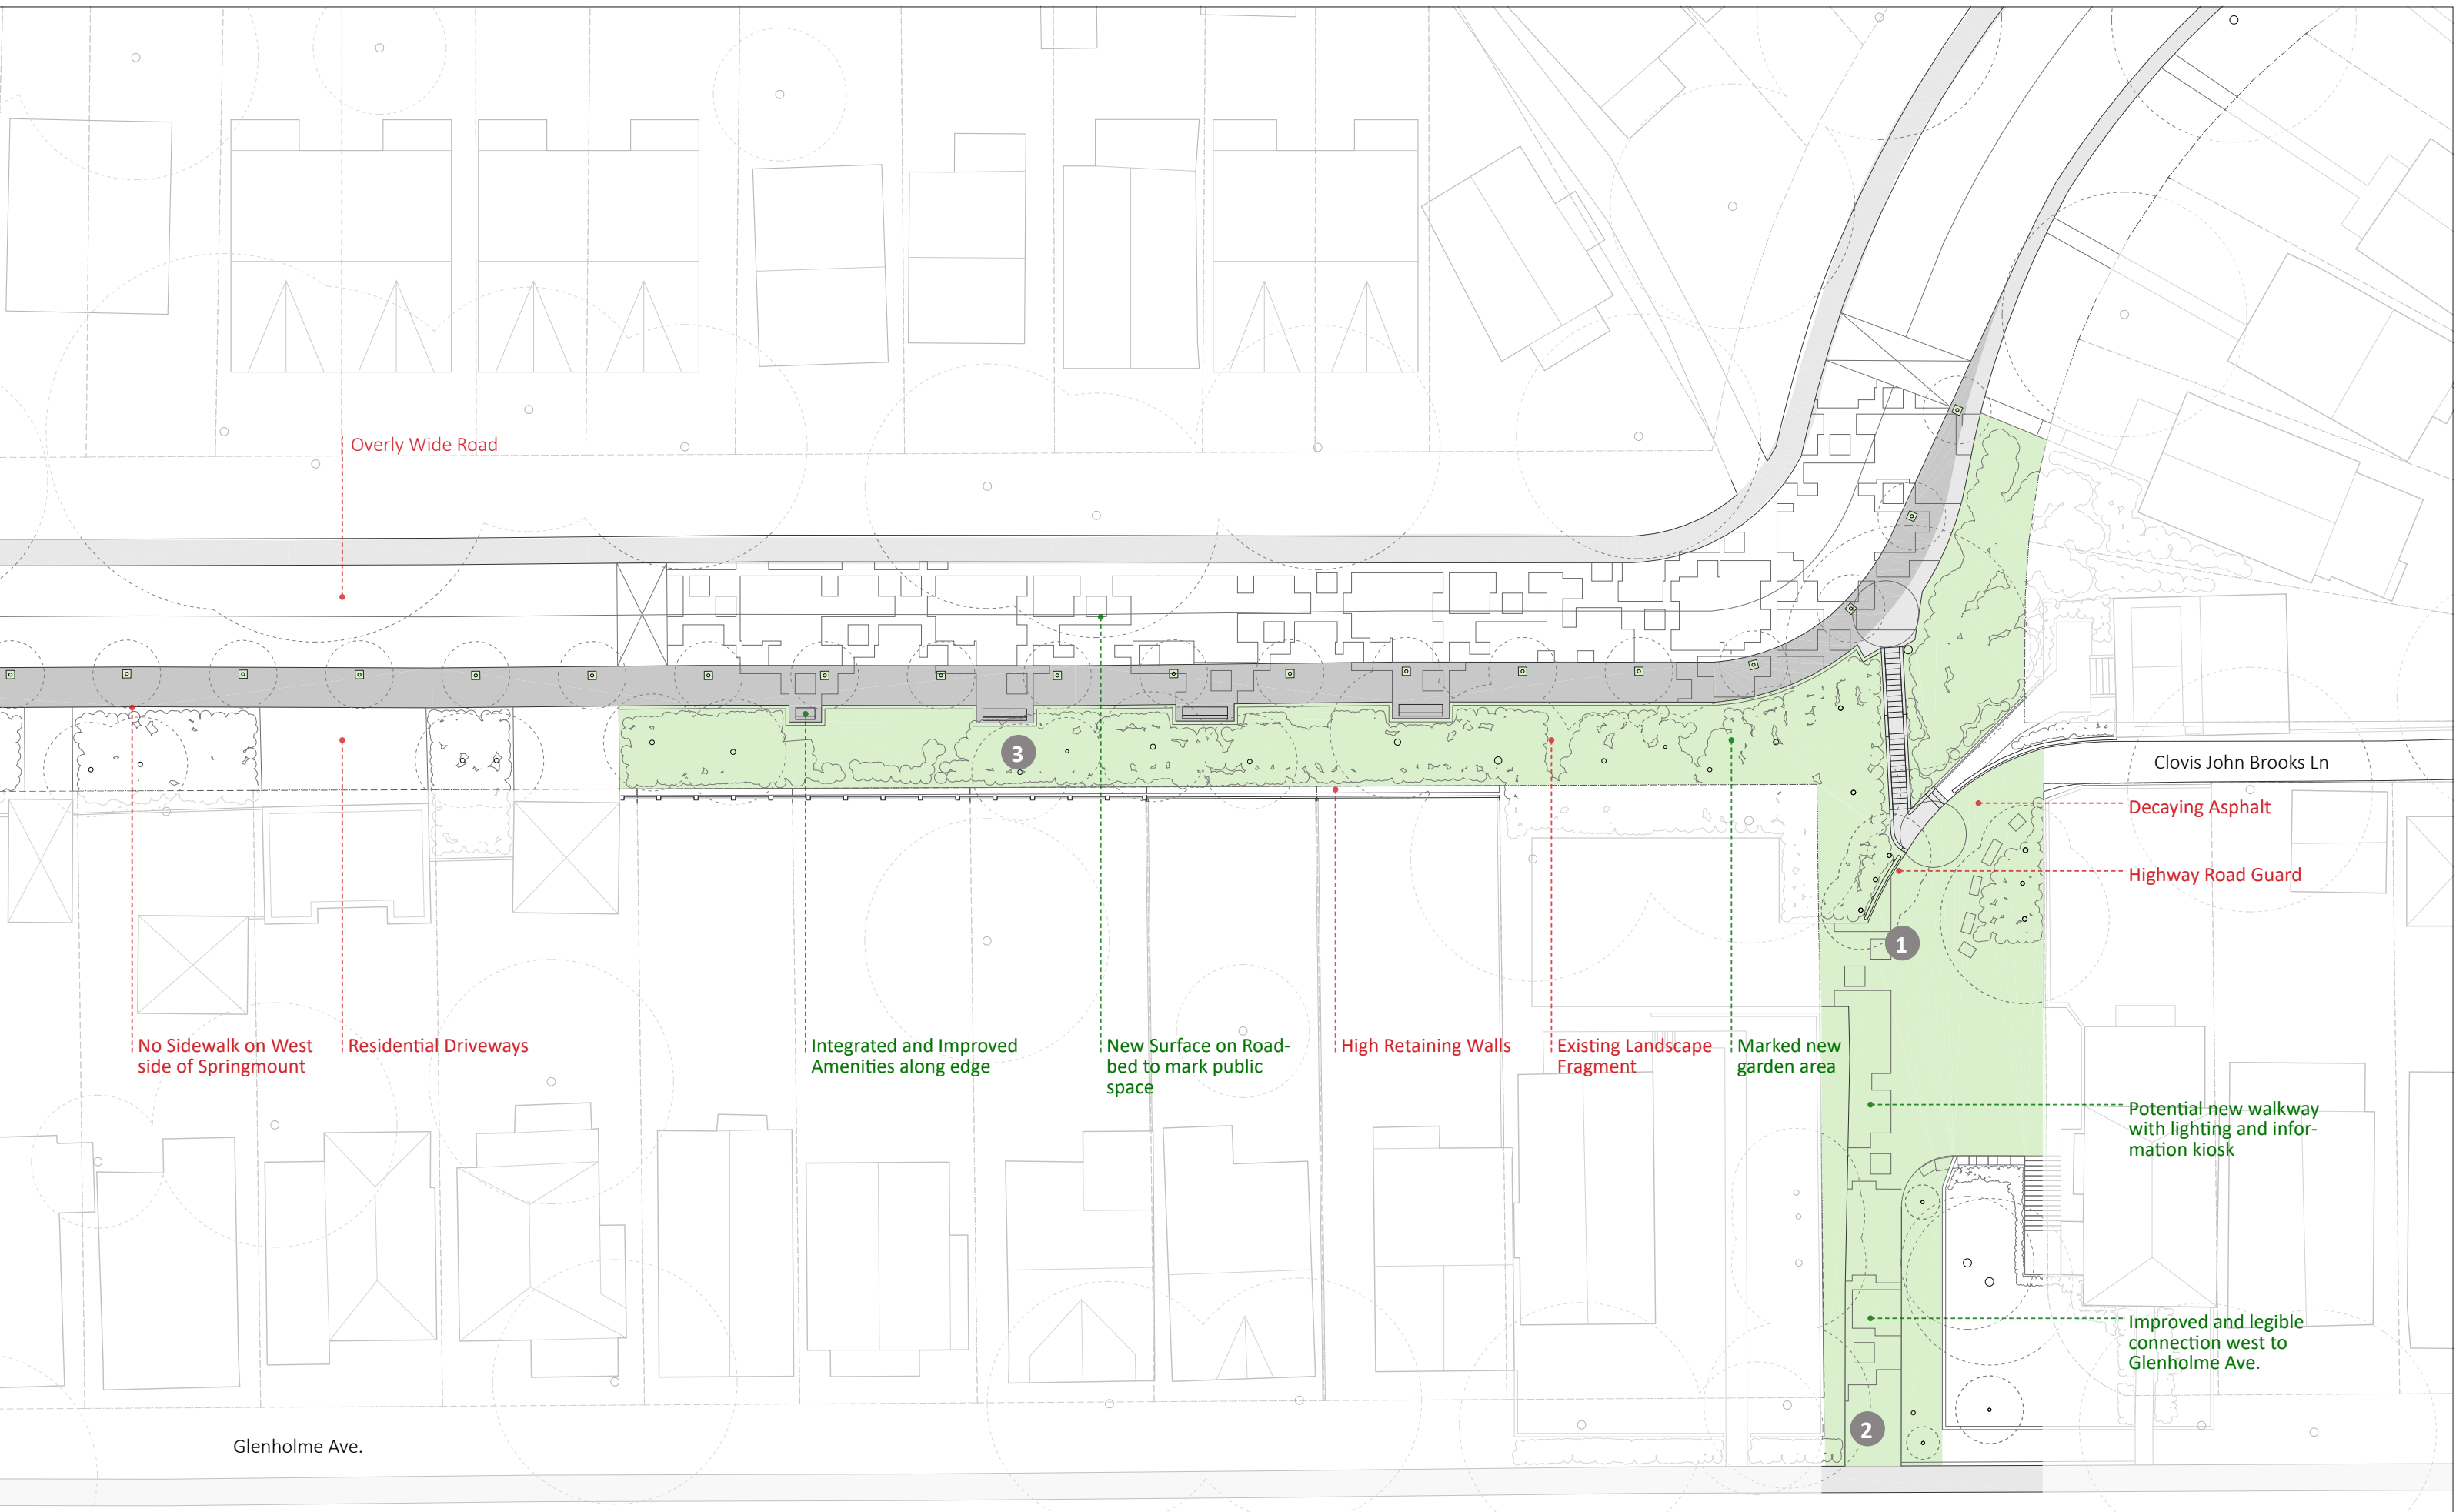 Overly Wide Road
3
Clovis John Brooks Ln
Decaying Asphalt
Highway Road Guard
1
No Sidewalk on West
side of Springmount
Residential Driveways
Integrated and Improved
Amenities along edge
New Surface on Road-
bed to mark public
space
High Retaining Walls
Existing Landscape
Fragment
Marked new
garden area
Potential new walkway
with lighting and infor-
mation kiosk
Improved and legible
connection west to
Glenholme Ave.
2
Glenholme Ave.